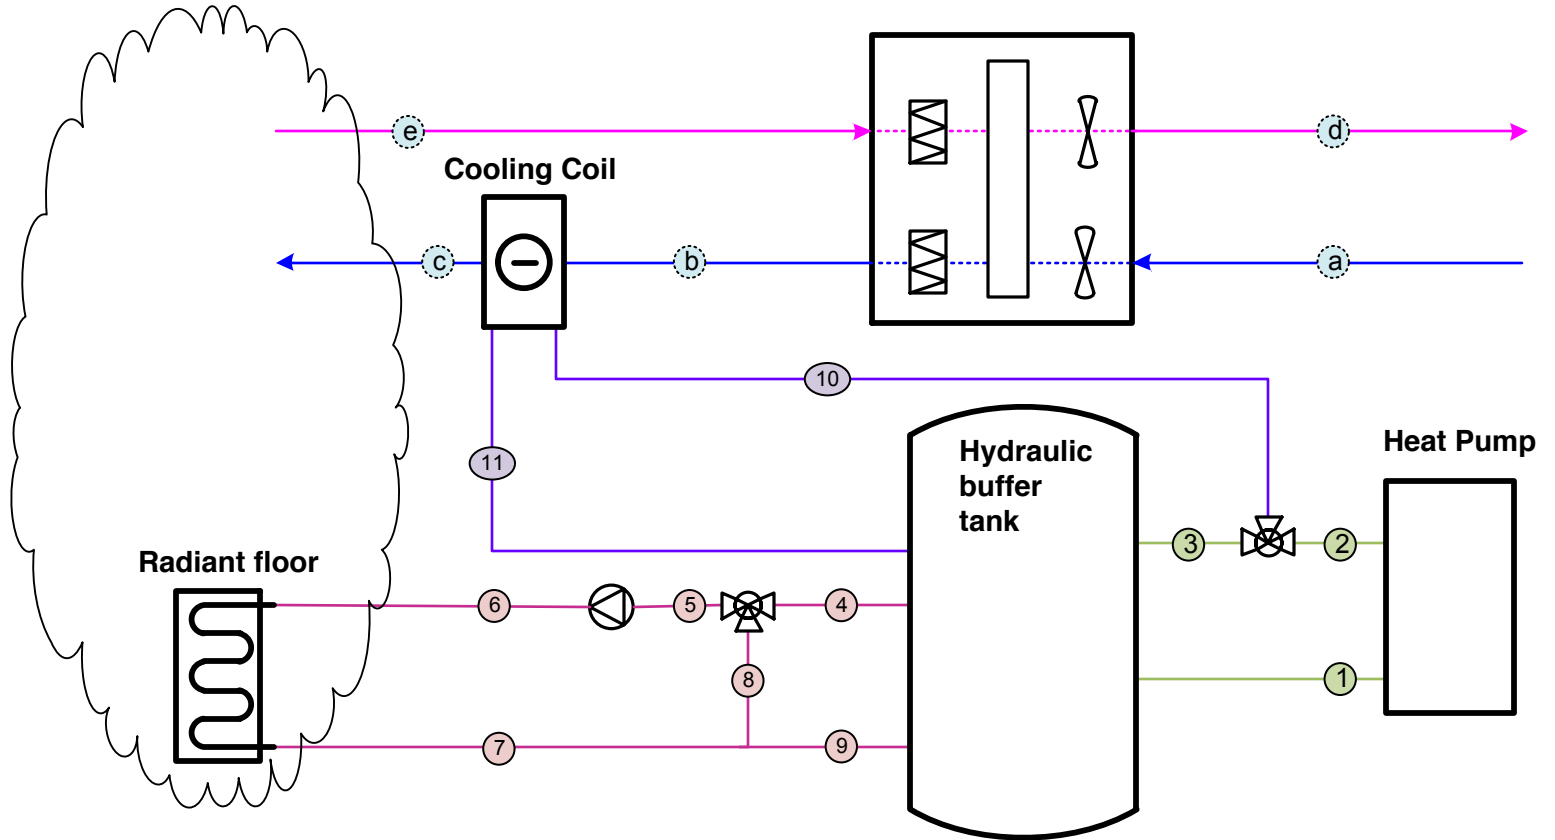 e
d
Cooling Coil
c
b
a
10
Hydraulic
buffer
tank
Heat Pump
11
3
2
Radiant floor
6
5
4
8
1
7
9